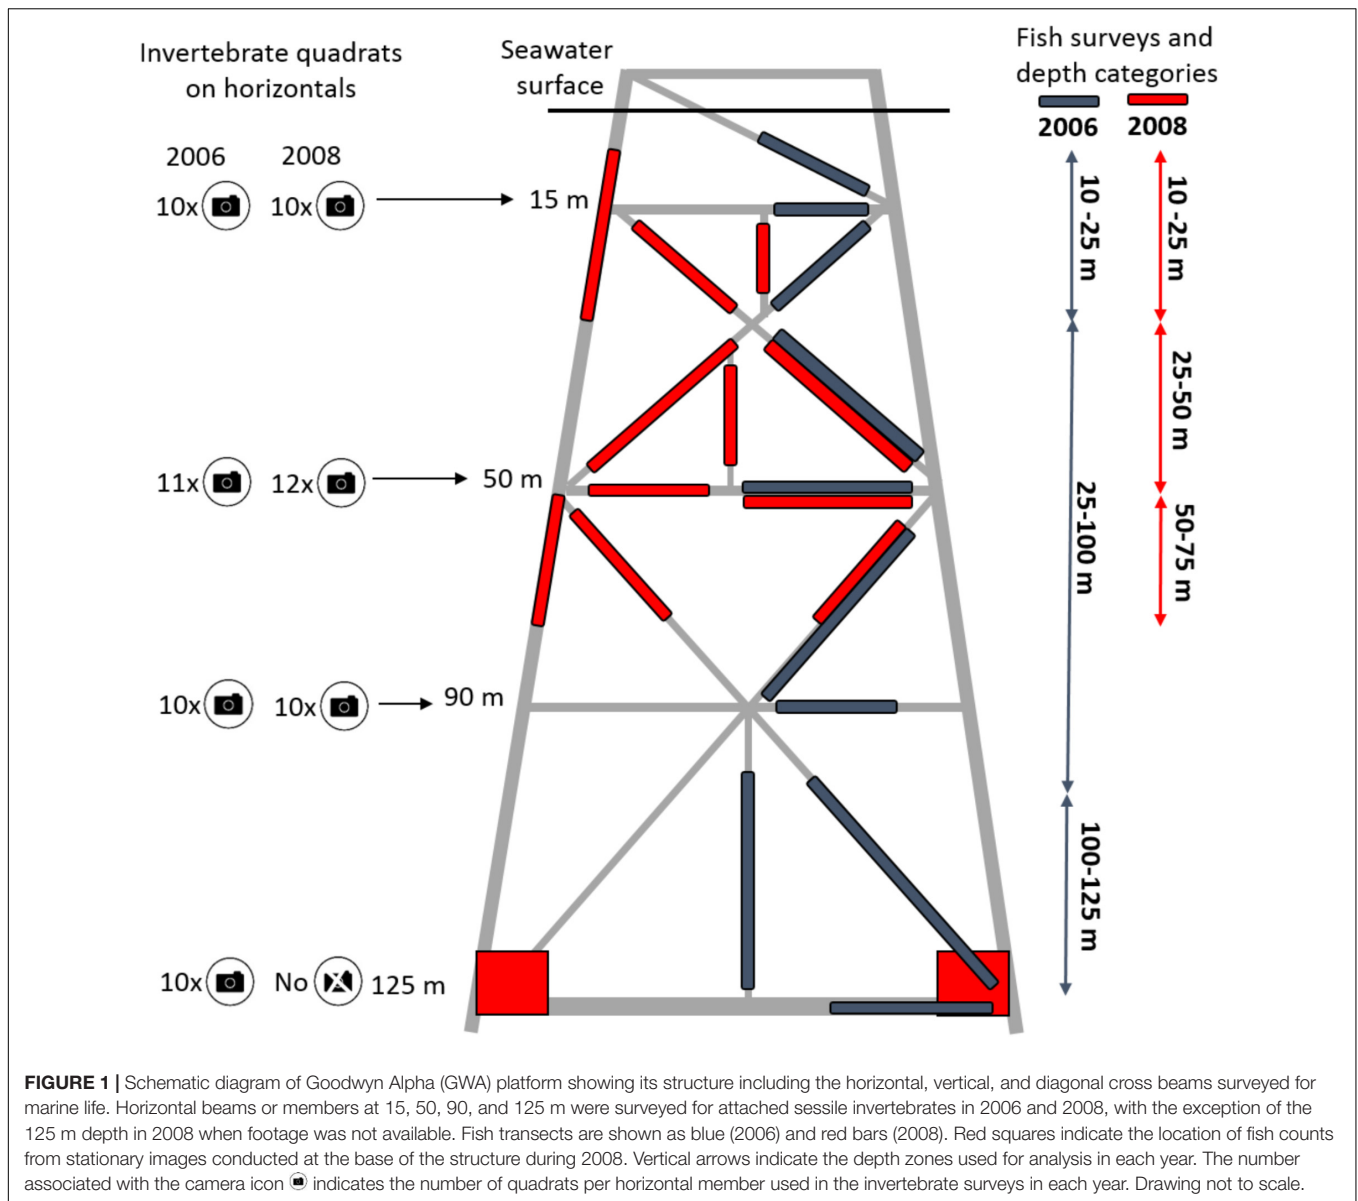 Invertebrate quadrats
on horizontals
Seawater
surface
Fish surveys and
depth categories
2006 2008
2006 2008
10x 10x 15 m
10 -25 m 10 -25 m
25-50 m
11x 12x 50 m
25-100 m
50-75 m
10x 10x 90 m
100-125 m
10x No 125 m
FIGURE 1 | Schematic diagram of Goodwyn Alpha (GWA) platform showing its structure including the horizontal, vertical, and diagonal cross beams surveyed for
marine life. Horizontal beams or members at 15, 50, 90, and 125 m were surveyed for attached sessile invertebrates in 2006 and 2008, with the exception of the
125 m depth in 2008 when footage was not available. Fish transects are shown as blue (2006) and red bars (2008). Red squares indicate the location of fish counts
from stationary images conducted at the base of the structure during 2008. Vertical arrows indicate the depth zones used for analysis in each year. The number
associated with the camera icon indicates the number of quadrats per horizontal member used in the invertebrate surveys in each year. Drawing not to scale.